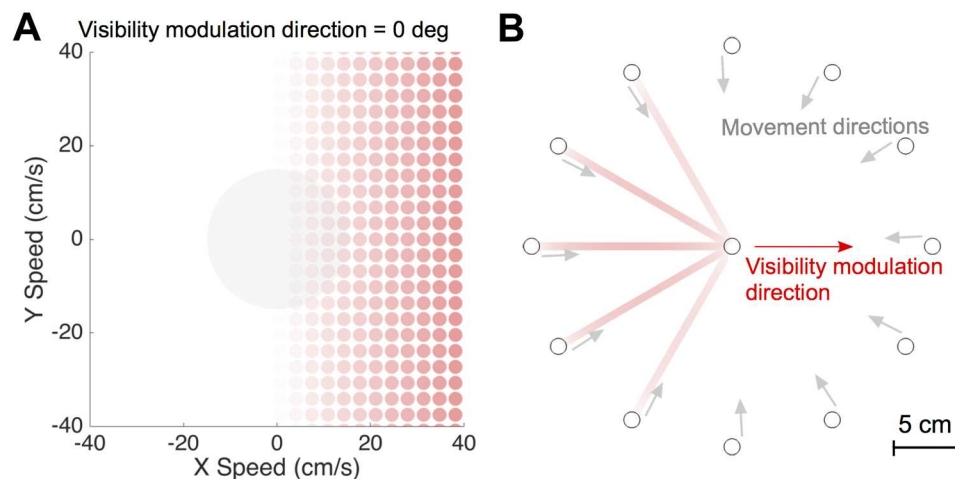 A
Visibility modulation direction = 0 deg
40
20
0
-20
-40
Y Speed (cm/s)
-40
-20
0
20
40
X Speed (cm/s)
B
Movement directions
Visibility modulation
direction
5 cm